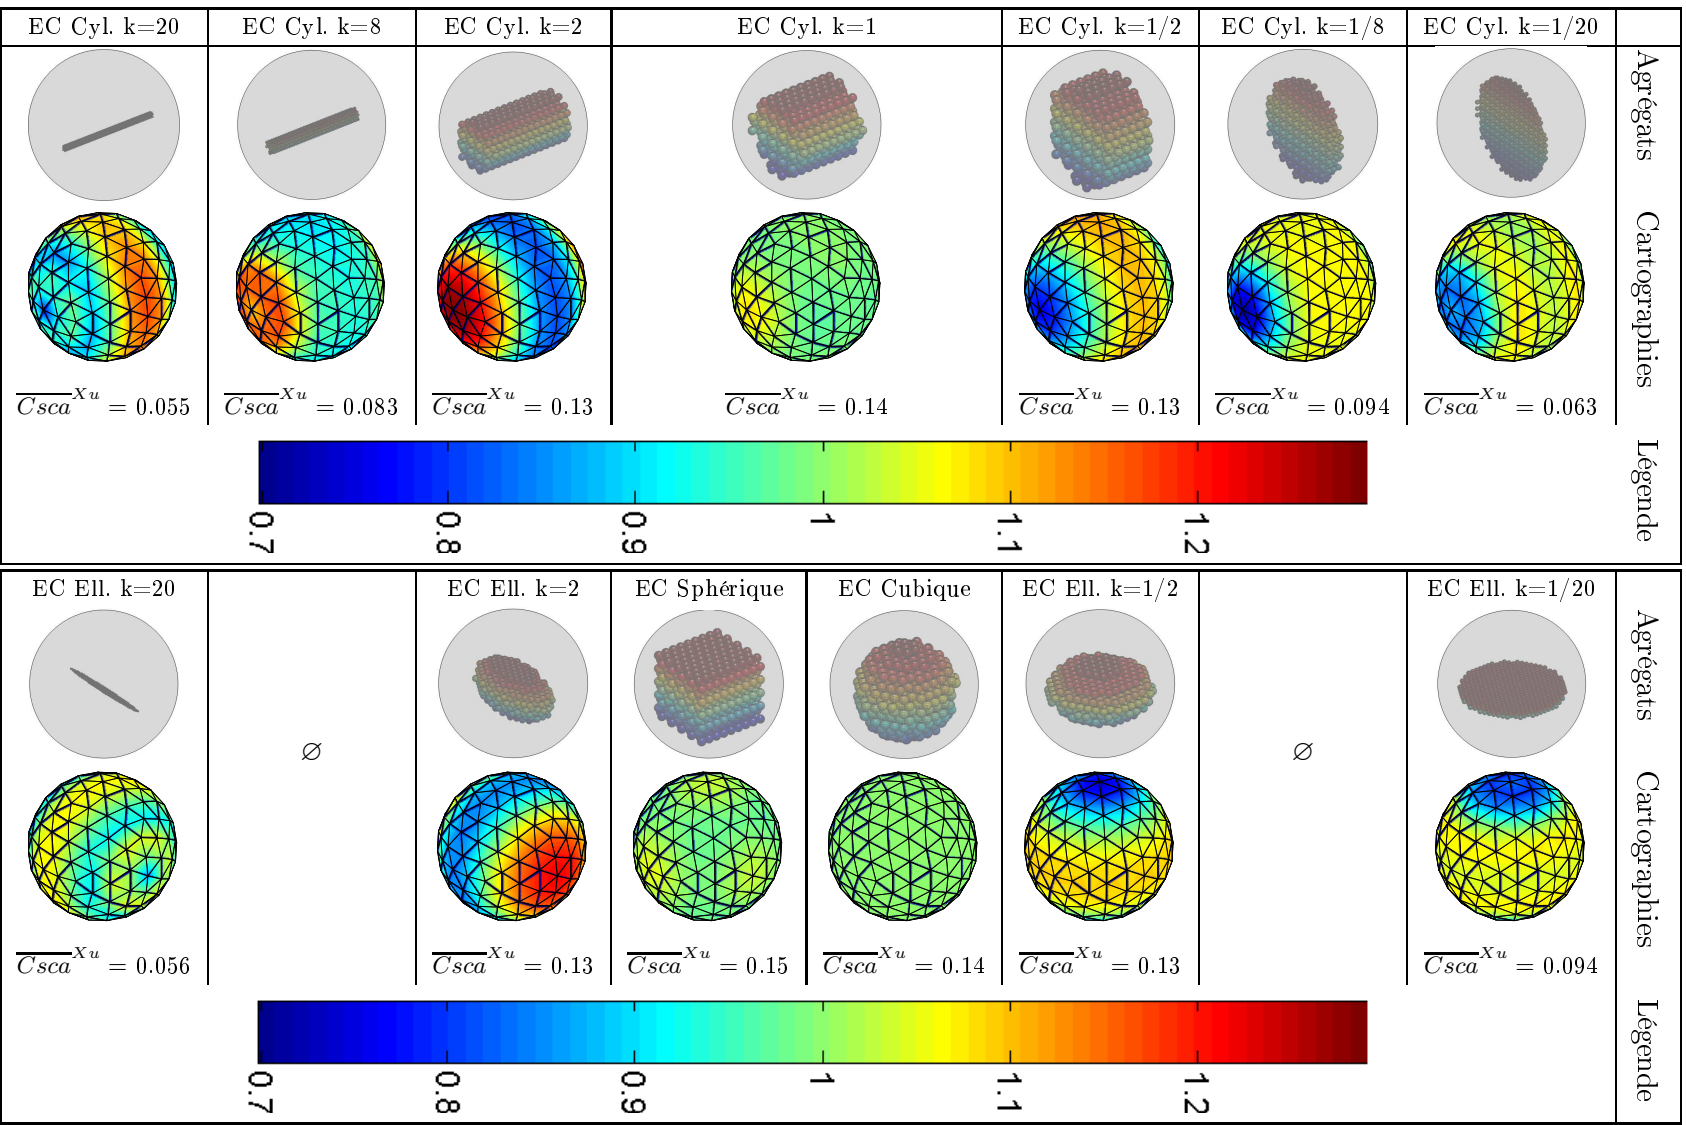 EC Cyl. k=20 EC Cyl. k=8 EC Cyl. k=2 EC Cyl. k=1 EC Cyl. k=1/2 EC Cyl. k=1/8 EC Cyl. k=1/20
Agrégats
Cartographies
Csca Xu = 0.055 Csca Xu = 0.083 Csca Xu = 0.13 Csca Xu = 0.14 Csca Xu = 0.13 Csca Xu = 0.094 Csca Xu = 0.063
Légende
0.7 0.8 0.9 1 1.1 1.2
EC Ell. k=20 EC Ell. k=2 EC Sphérique EC Cubique EC Ell. k=1/2 EC Ell. k=1/20
Agrégats
∅ ∅
Cartographies
Csca Xu = 0.056 Csca Xu = 0.13 Csca Xu = 0.15 Csca Xu = 0.14 Csca Xu = 0.13 Csca Xu = 0.094
Légende
0.7 0.8 0.9 1 1.1 1.2